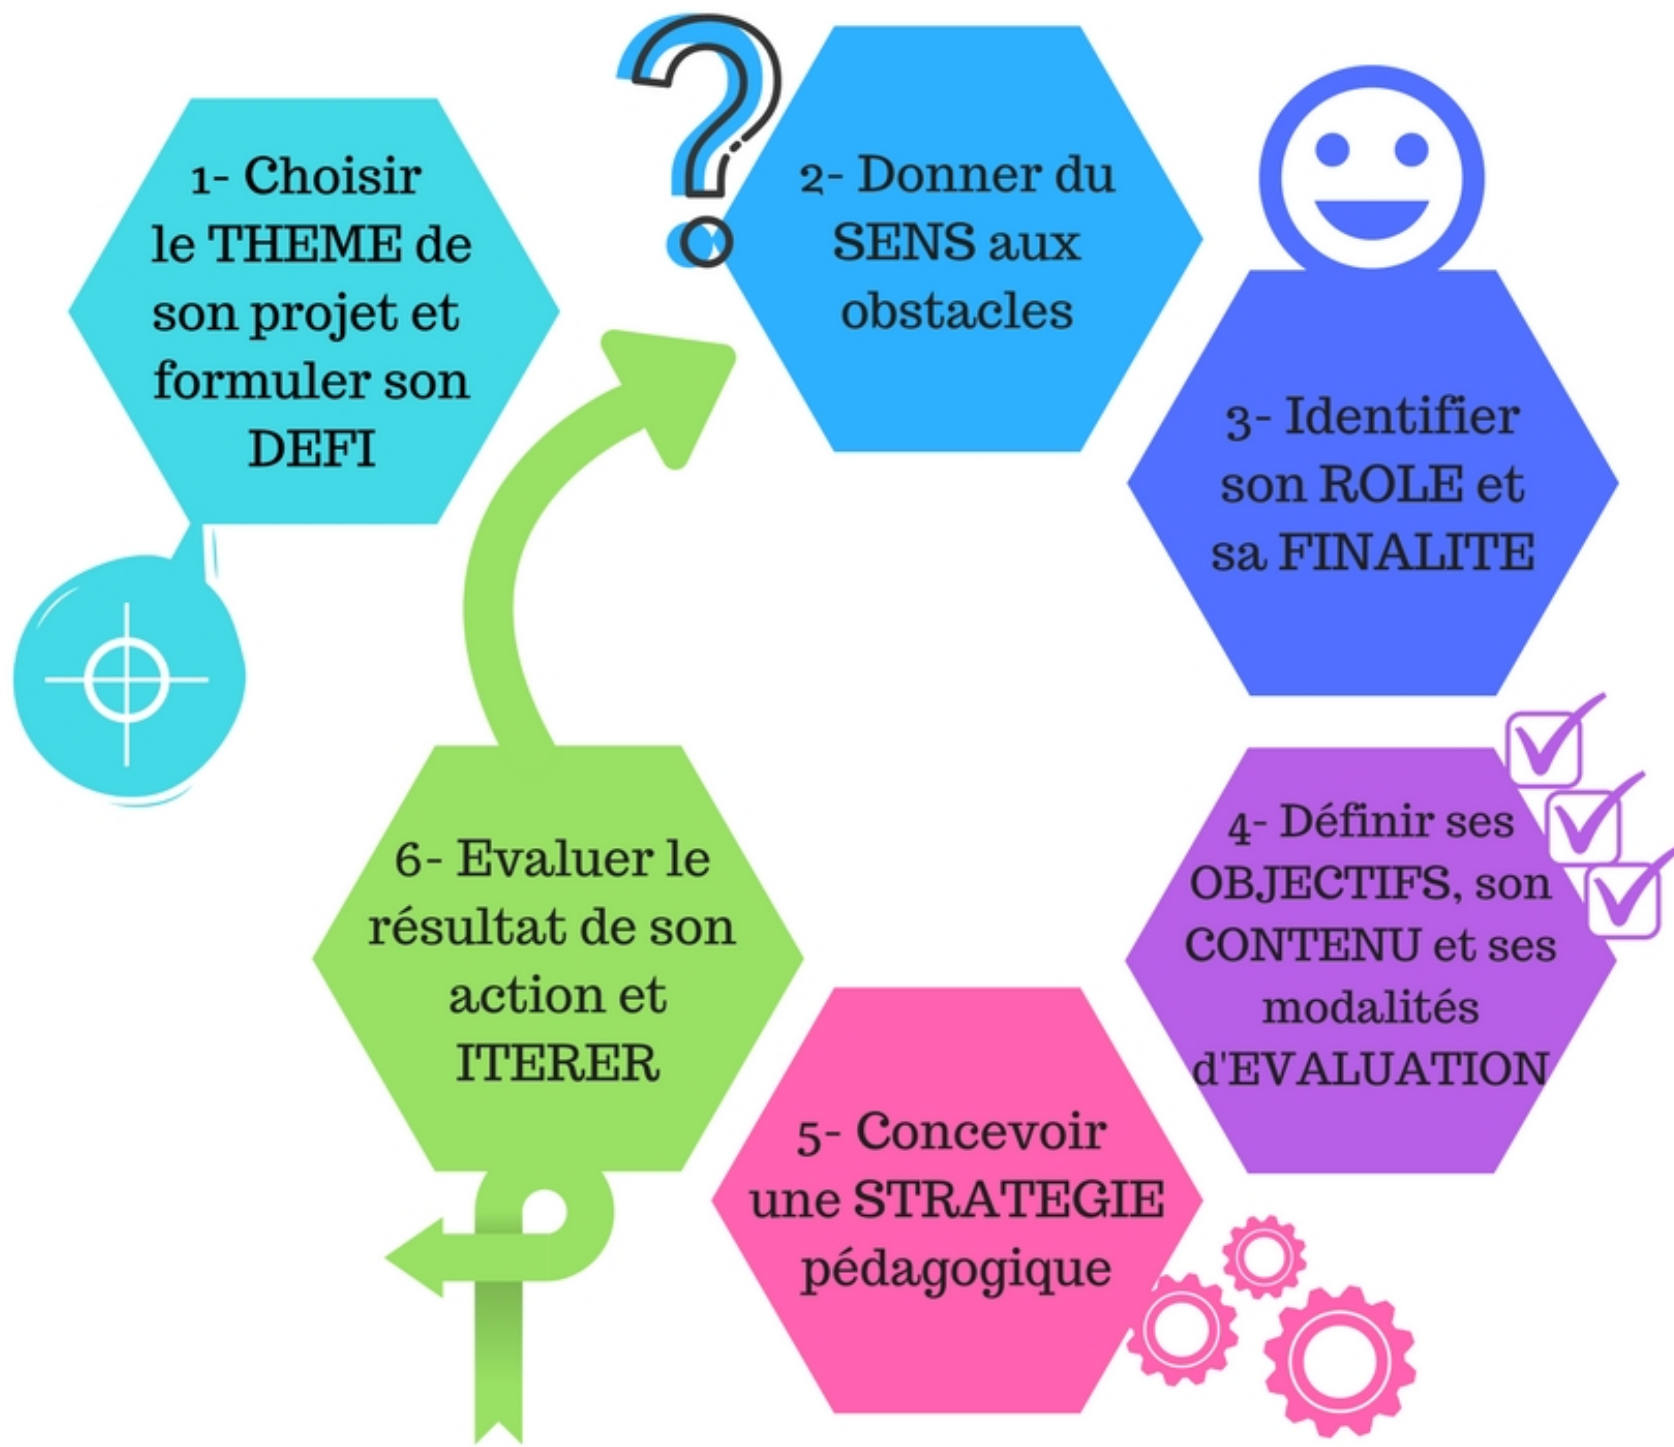 1- Choisir
le THEME de
son projet et
formuler son
DEFI
2- Donner du
SENS aux
obstacles
3- Identifier
son ROLE et
sa FINALITE
4- Définir ses
OBJECTIFS, son
CONTENU et ses
modalités
d'EVALUATION
5- Concevoir
une STRATEGIE
pédagogique
6- Evaluer le
résultat de son
action et
ITERER